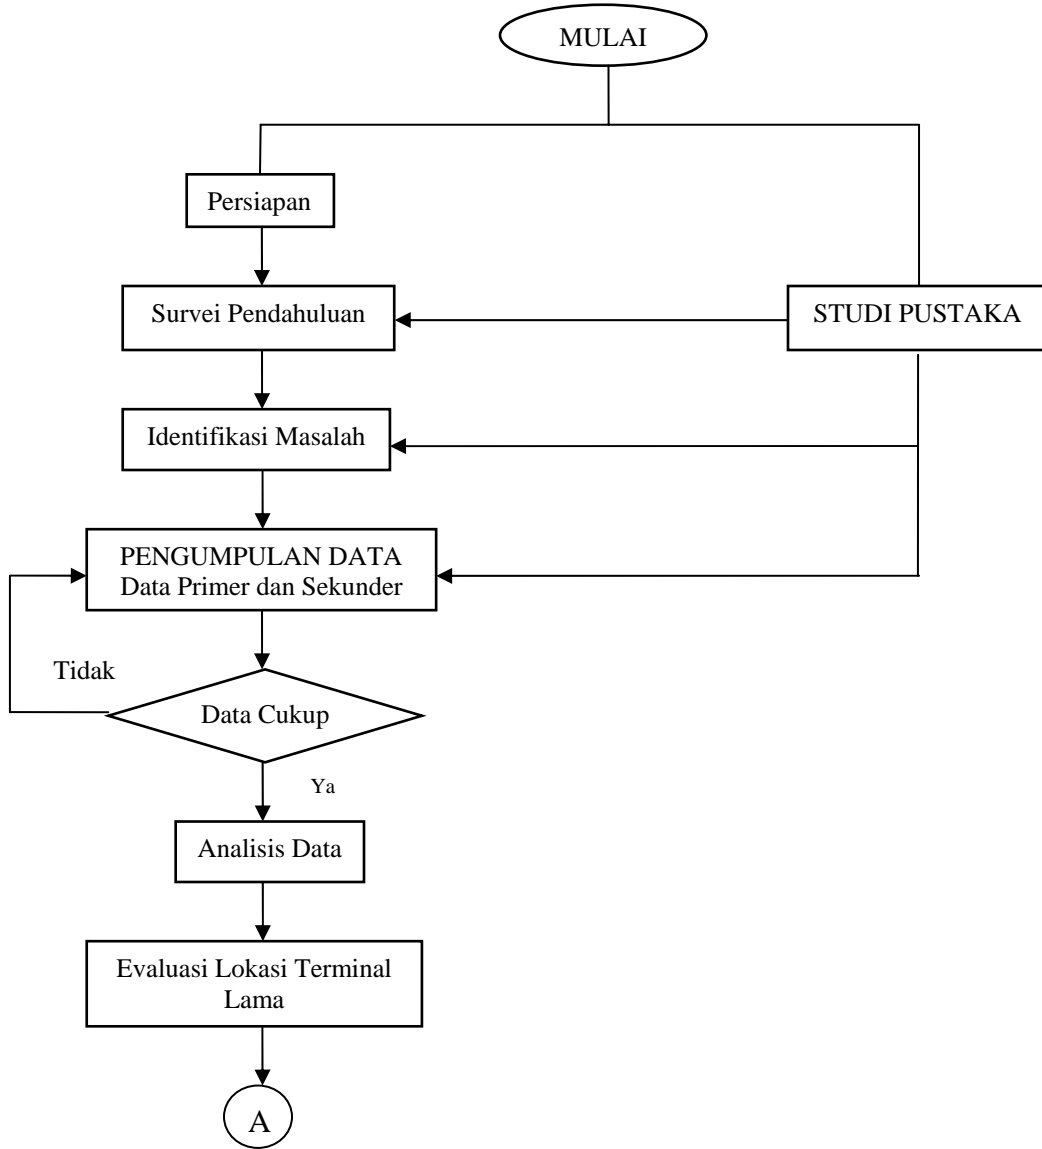 MULAI
Persiapan
Survei Pendahuluan
STUDI PUSTAKA
Identifikasi Masalah
PENGUMPULAN DATA
Data Primer dan Sekunder
Tidak
Data Cukup
Ya
Analisis Data
Evaluasi Lokasi Terminal
Lama
A